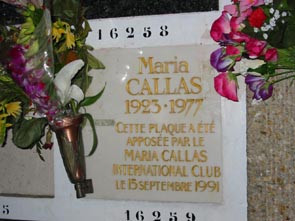 16258
Maria
CALLAS
1923-1977
CETTE PLAQUE A ÉTÉ
APPOSÉE PAR LE
MARIA CALLAS
INTERNATIONAL CLUB
LE 15 SEPTEMBRE 1991
16259